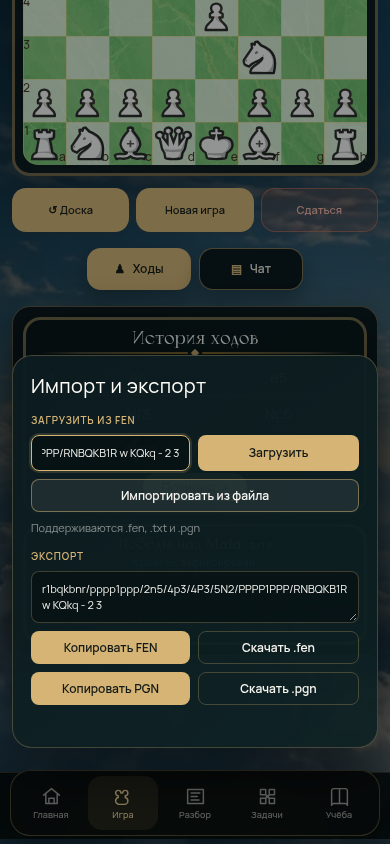 4
3
2
1 a b c d e f g h
↺ Доска Новая игра Сдаться
Ходы Чат
История ходов
Импорт и экспорт
ЗАГРУЗИТЬ ИЗ FEN
PPP/RNBQKB1R w KQkq - 2 3 Загрузить
Импортировать из файла
Поддерживаются .fen, .txt и .pgn
ЭКСПОРТ
r1bqkbnr/pppp1ppp/2n5/4p3/4P3/5N2/PPPP1PPP/RNBQKB1R
w KQkq - 2 3
Копировать FEN Скачать .fen
Копировать PGN Скачать .pgn
Главная Игра Разбор Задачи Учёба